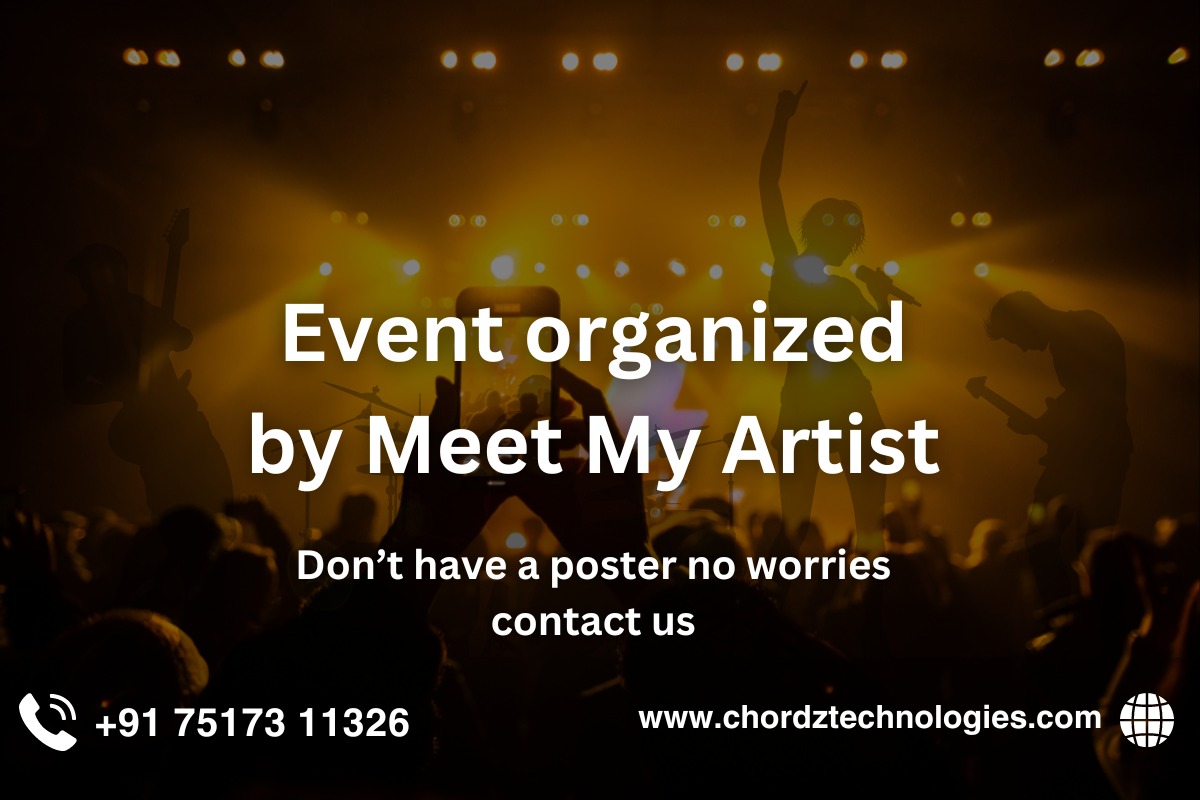 Event organized
by Meet My Artist
Don’t have a poster no worries
contact us
+91 75173 11326
www.chordztechnologies.com